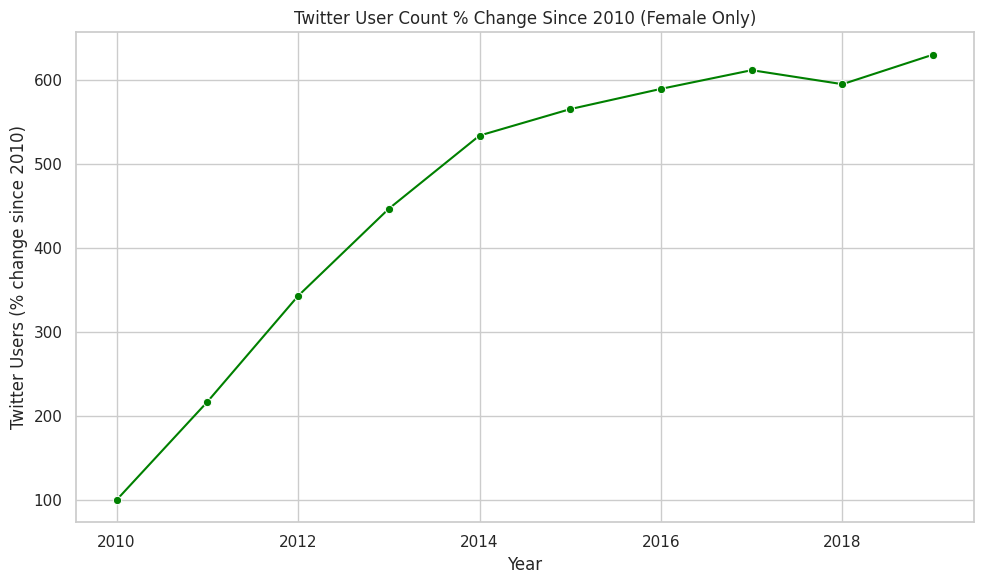 Twitter User Count % Change Since 2010 (Female Only)
Twitter Users (% change since 2010)
600
500
400
300
200
100
2010 2012 2014 2016 2018
Year